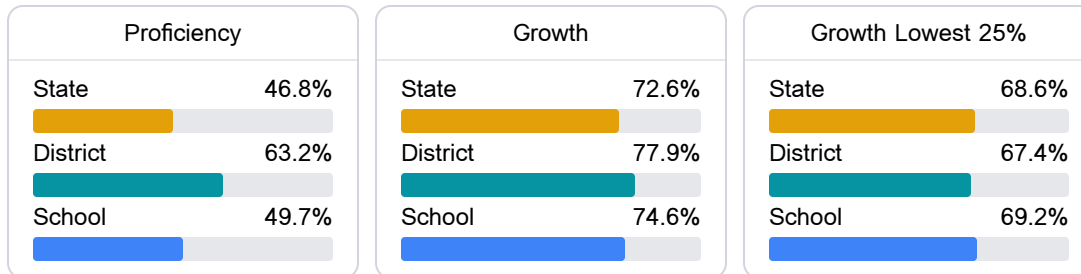 Proficiency
State 46.8%
District 63.2%
School 49.7%
Growth
State 72.6%
District 77.9%
School 74.6%
Growth Lowest 25%
State 68.6%
District 67.4%
School 69.2%